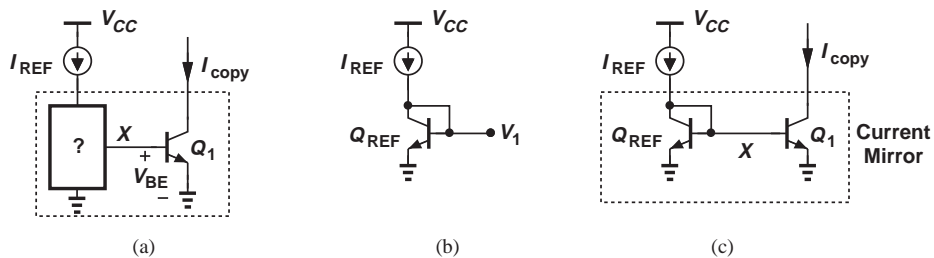 V_CC
I_REF
I_copy
?
X
+
V_BE
−
Q_1
(a)
V_CC
I_REF
Q_REF
V_1
(b)
V_CC
I_REF
I_copy
Q_REF
X
Q_1
Current
Mirror
(c)